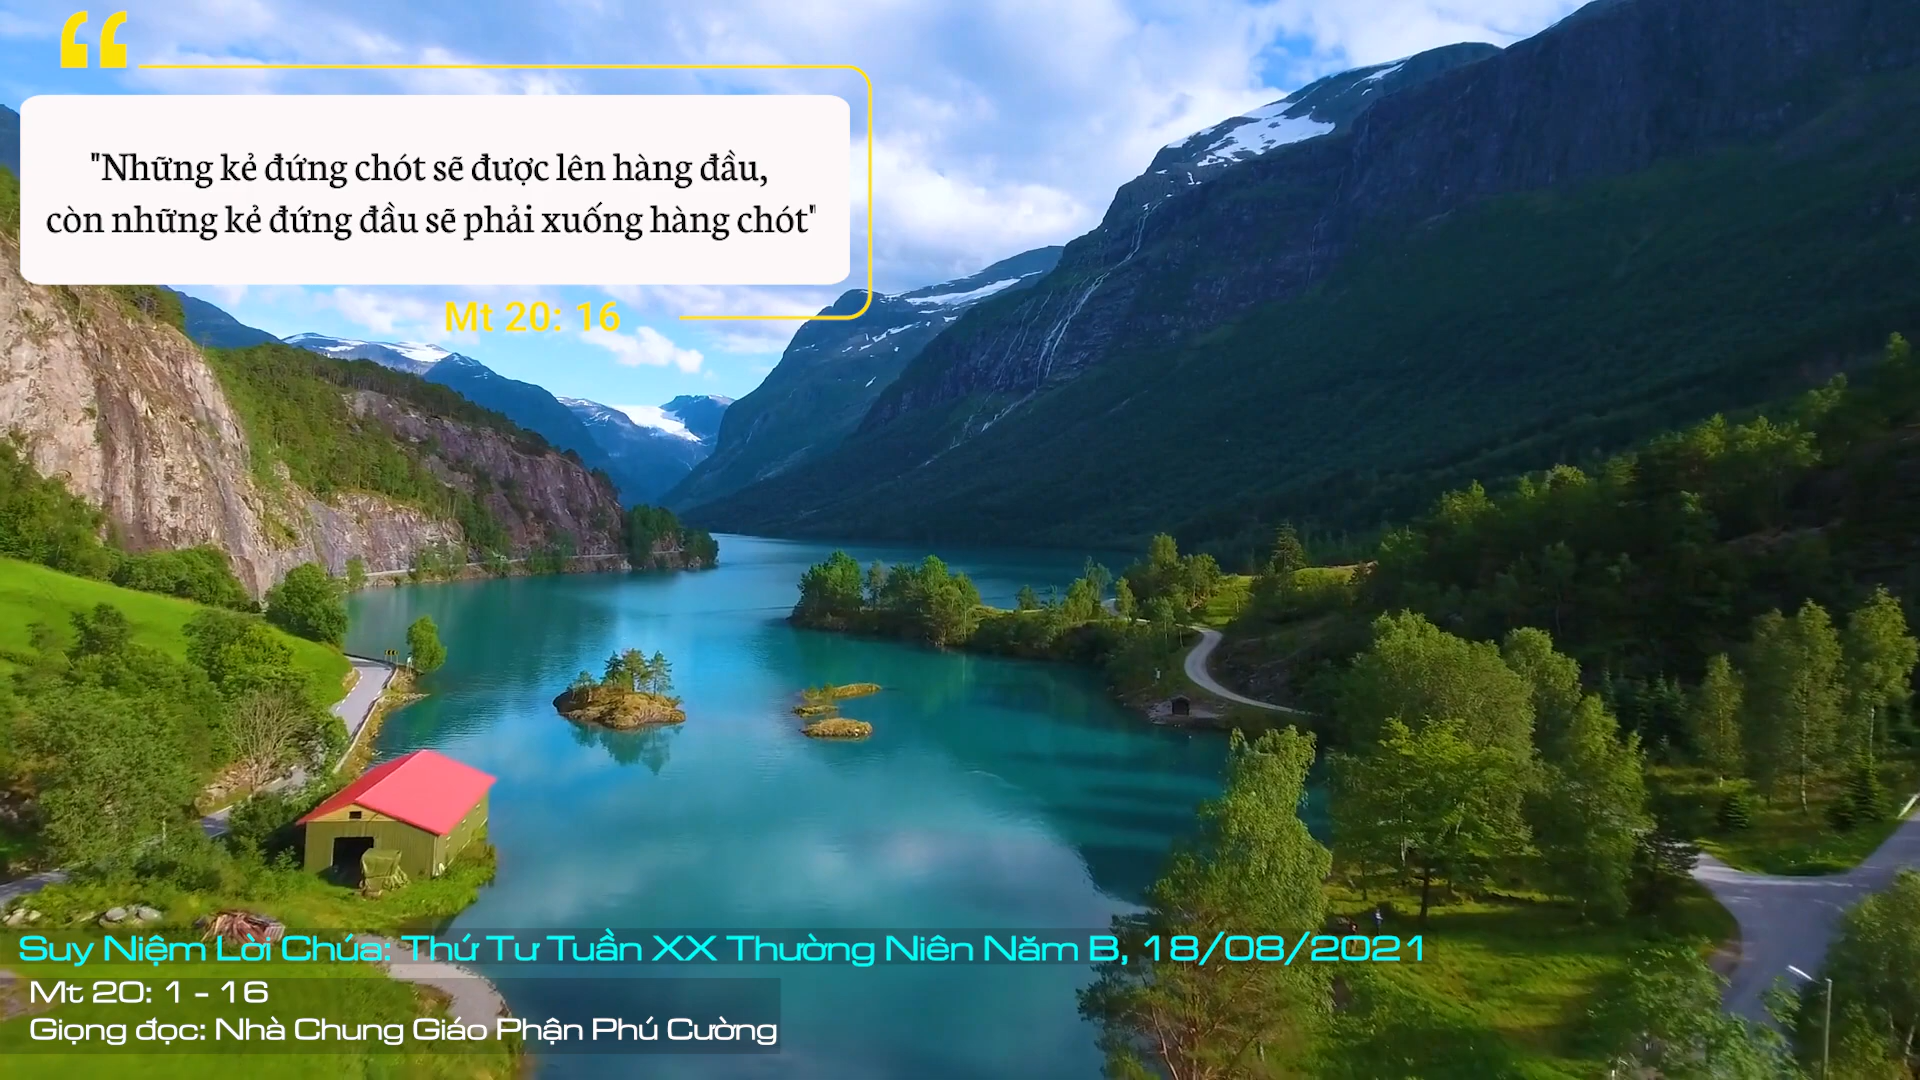 "Những kẻ đứng chót sẽ được lên hàng đầu,
còn những kẻ đứng đầu sẽ phải xuống hàng chót"
Mt 20: 16
Suy Niệm Lời Chúa: Thứ Tư Tuần XX Thường Niên Năm B, 18/08/2021
Mt 20: 1 - 16
Giọng đọc: Nhà Chung Giáo Phận Phú Cường